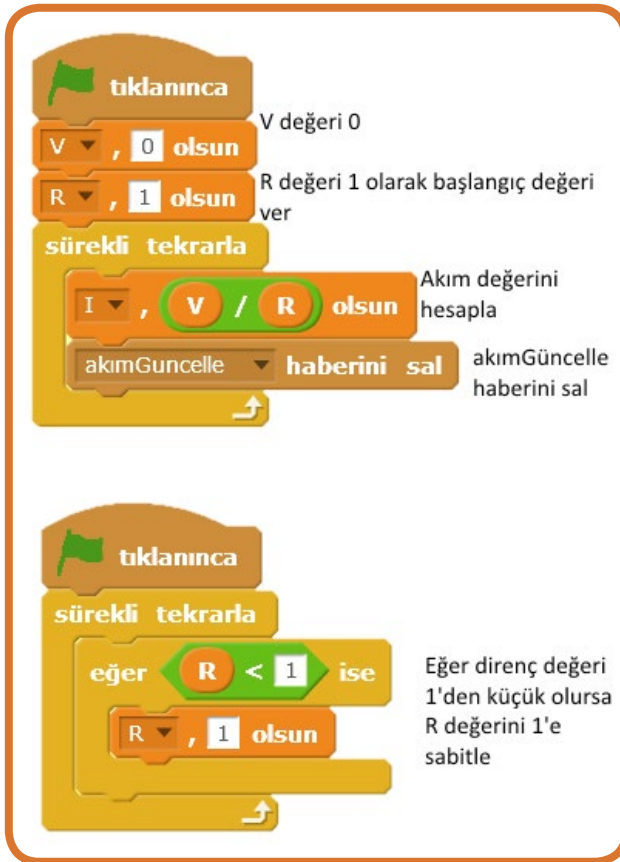 tıklanınca
V değeri 0
V , 0 olsun
R değeri 1 olarak başlangıç değeri
ver
R , 1 olsun
sürekli tekrarla
Akım değerini
hesapla
I , V / R olsun
akımGuncelle haberini sal
akımGüncelle
haberini sal
tıklanınca
sürekli tekrarla
eğer R < 1 ise
R , 1 olsun
Eğer direnç değeri
1'den küçük olursa
R değerini 1'e
sabitle